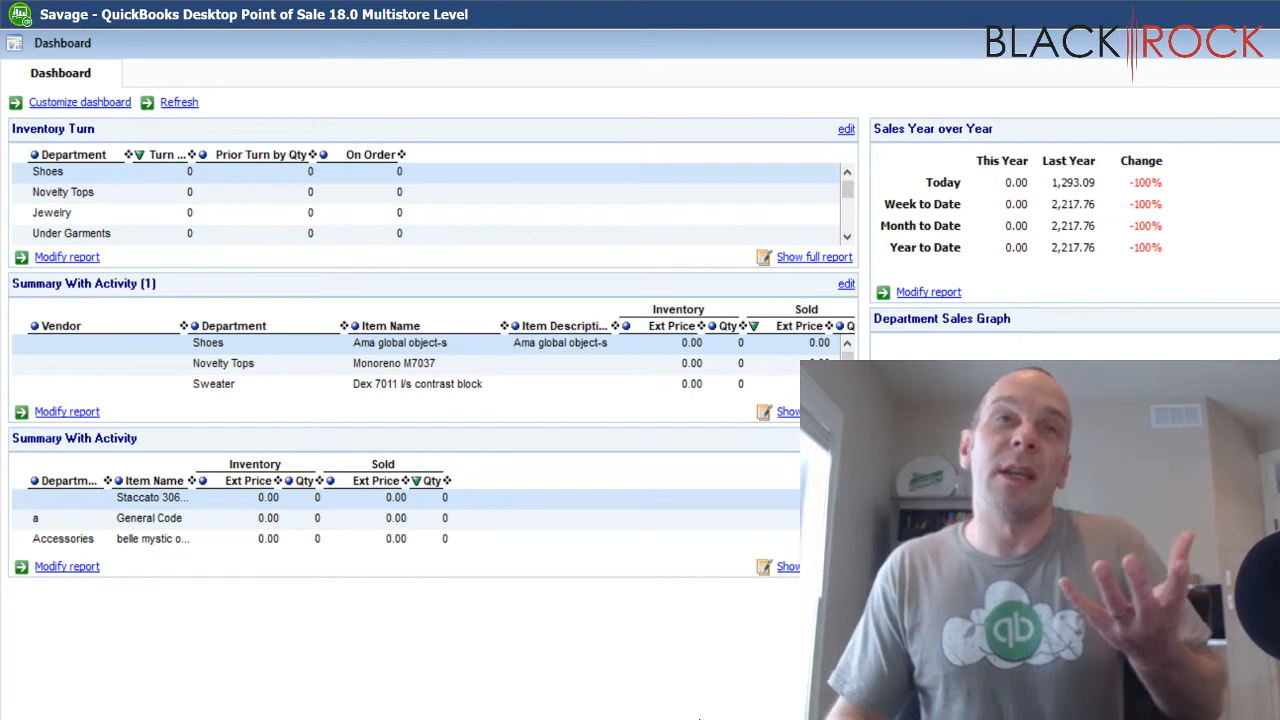 Savage - QuickBooks Desktop Point of Sale 18.0 Multistore Level
BLACK ROCK
Dashboard
Dashboard
Customize dashboard Refresh
Inventory Turn edit
Department Turn ... Prior Turn by Qty On Order
Shoes 0 0 0
Novelty Tops 0 0 0
Jewelry 0 0 0
Under Garments 0 0 0
Modify report Show full report
Sales Year over Year
This Year Last Year Change
Today 0.00 1,293.09 -100%
Week to Date 0.00 2,217.76 -100%
Month to Date 0.00 2,217.76 -100%
Year to Date 0.00 2,217.76 -100%
Modify report
Summary With Activity (1) edit
Inventory Sold
Vendor Department Item Name Item Descripti... Ext Price Qty Ext Price Q
Shoes Ama global object-s Ama global object-s 0.00 0 0.00
Novelty Tops Monoreno M7037 0.00 0
Sweater Dex 7011 l/s contrast block 0.00 0
Modify report Show
Department Sales Graph
Summary With Activity
Inventory Sold
Departm... Item Name Ext Price Qty Ext Price Qty
Staccato 306... 0.00 0 0.00 0
a General Code 0.00 0 0.00 0
Accessories belle mystic o... 0.00 0 0.00 0
Modify report Show
qb